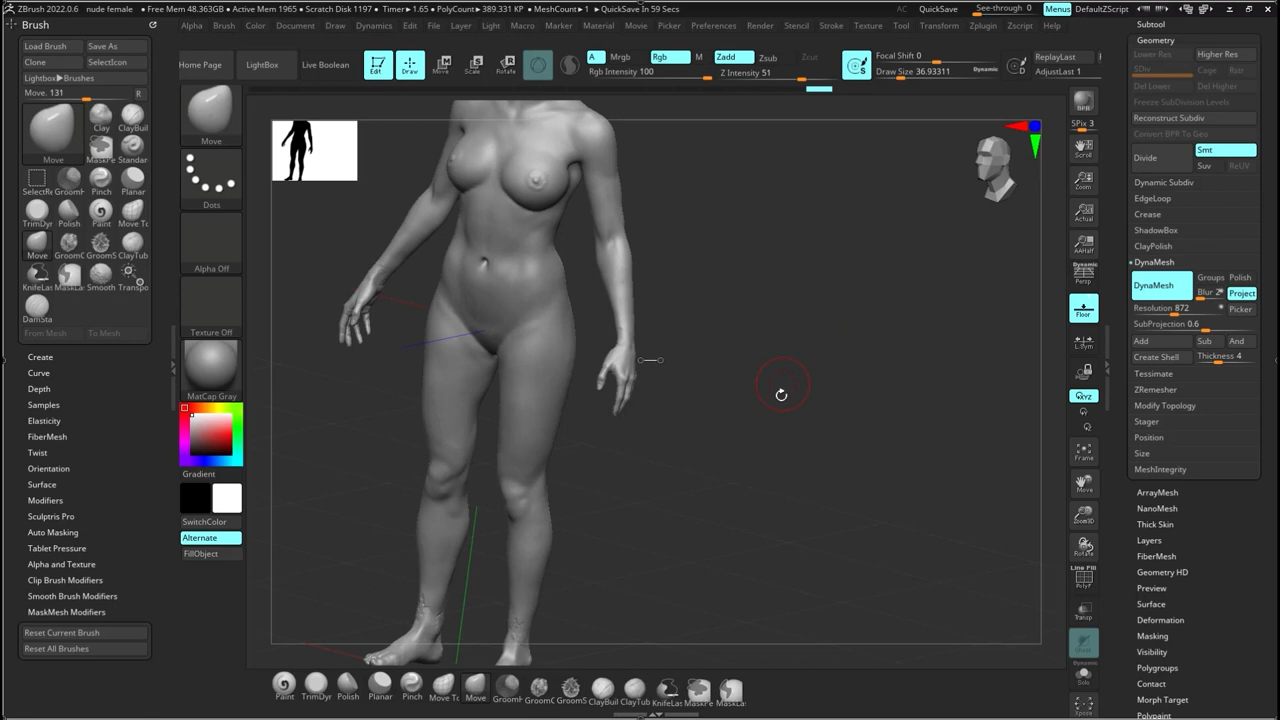 ZBrush 2022.0.6 nude female • Free Mem 48.363GB • Active Mem 1965 • Scratch Disk 1197 • Timer▸1.65 • PolyCount▸389.331 KP • MeshCount▸1 • QuickSave In 59 Secs AC QuickSave See-through 0 Menus DefaultZScript
Brush
Alpha Brush Color Document Draw Dynamics Edit File Layer Light Macro Marker Material Movie Picker Preferences Render Stencil Stroke Texture Tool Transform Zplugin Zscript Help
Load Brush Save As
Clone SelectIcon
Lightbox▸Brushes
Move. 131 R
Move
Clay ClayBuil
MaskPe Standar
SelectRe GroomH Pinch Planar
TrimDyr Polish Paint Move To
Move GroomC GroomS ClayTub
KnifeLas MaskLas Smooth Transpo
DamSta
From Mesh To Mesh
Create
Curve
Depth
Samples
Elasticity
FiberMesh
Twist
Orientation
Surface
Modifiers
Sculptris Pro
Auto Masking
Tablet Pressure
Alpha and Texture
Clip Brush Modifiers
Smooth Brush Modifiers
MaskMesh Modifiers
Reset Current Brush
Reset All Brushes
Home Page LightBox Live Boolean
Edit Draw Move Scale Rotate
A Mrgb Rgb M Zadd Zsub Zcut
Rgb Intensity 100 Z Intensity 51
Focal Shift 0
Draw Size 36.93311 Dynamic
ReplayLast
AdjustLast 1
S
D
Move
Dots
Alpha Off
Texture Off
MatCap Gray
Gradient
SwitchColor
Alternate
FillObject
BPR
SPix 3
Scroll
Zoom
Actual
AAHalf
Dynamic
Persp
Floor
L.Sym
XYZ
Frame
Move
Zoom3D
Rotate
Line Fill
PolyF
Transp
Dynamic
Solo
Xpose
Subtool
Geometry
Lower Res Higher Res
SDiv Cage Rstr
Del Lower Del Higher
Freeze SubDivision Levels
Reconstruct Subdiv
Convert BPR To Geo
Divide Smt
Suv ReUV
Dynamic Subdiv
EdgeLoop
Crease
ShadowBox
ClayPolish
DynaMesh
DynaMesh Groups Polish
Blur 2 Project
Resolution 872 Picker
SubProjection 0.6
Add Sub And
Create Shell Thickness 4
Tessimate
ZRemesher
Modify Topology
Stager
Position
Size
MeshIntegrity
ArrayMesh
NanoMesh
Thick Skin
Layers
FiberMesh
Geometry HD
Preview
Surface
Deformation
Masking
Visibility
Polygroups
Contact
Morph Target
Polypaint
Paint TrimDyr Polish Planar Pinch Move To Move GroomH GroomC GroomS ClayBuil ClayTub KnifeLas MaskPe MaskLas